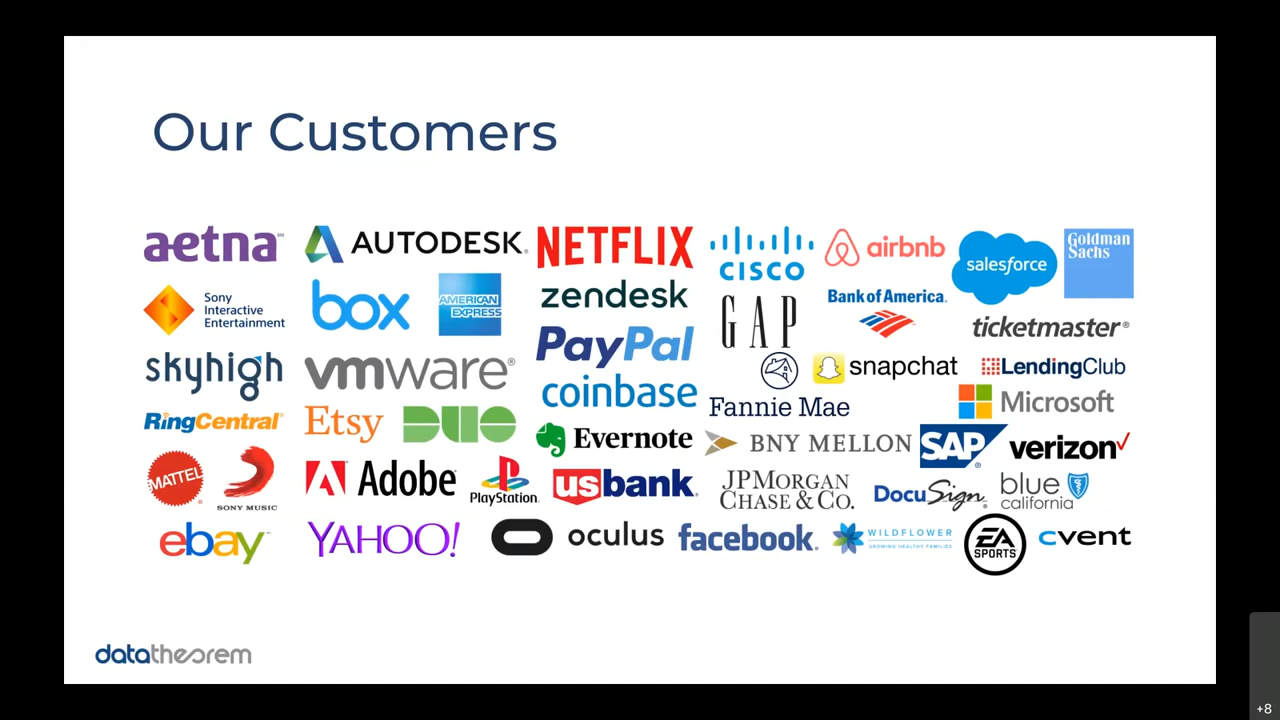 Our Customers
aetna
AUTODESK.
NETFLIX
CISCO
airbnb
salesforce
Goldman
Sachs
Sony
Interactive
Entertainment
box
AMERICAN
EXPRESS
zendesk
GAP
Bank of America.
ticketmaster®
skyhigh
vmware®
PayPal
snapchat
LendingClub
coinbase
Fannie Mae
Microsoft
RingCentral®
Etsy
DUO
Evernote
BNY MELLON
SAP®
verizon
MATTEL®
SONY MUSIC
Adobe
PlayStation.
usbank.
JPMORGAN
CHASE & CO.
DocuSign.
blue
california
ebay
YAHOO!
oculus
facebook.
WILDFLOWER
GROWING HEALTHY FAMILIES
EA
SPORTS
cvent
datatheorem
+8